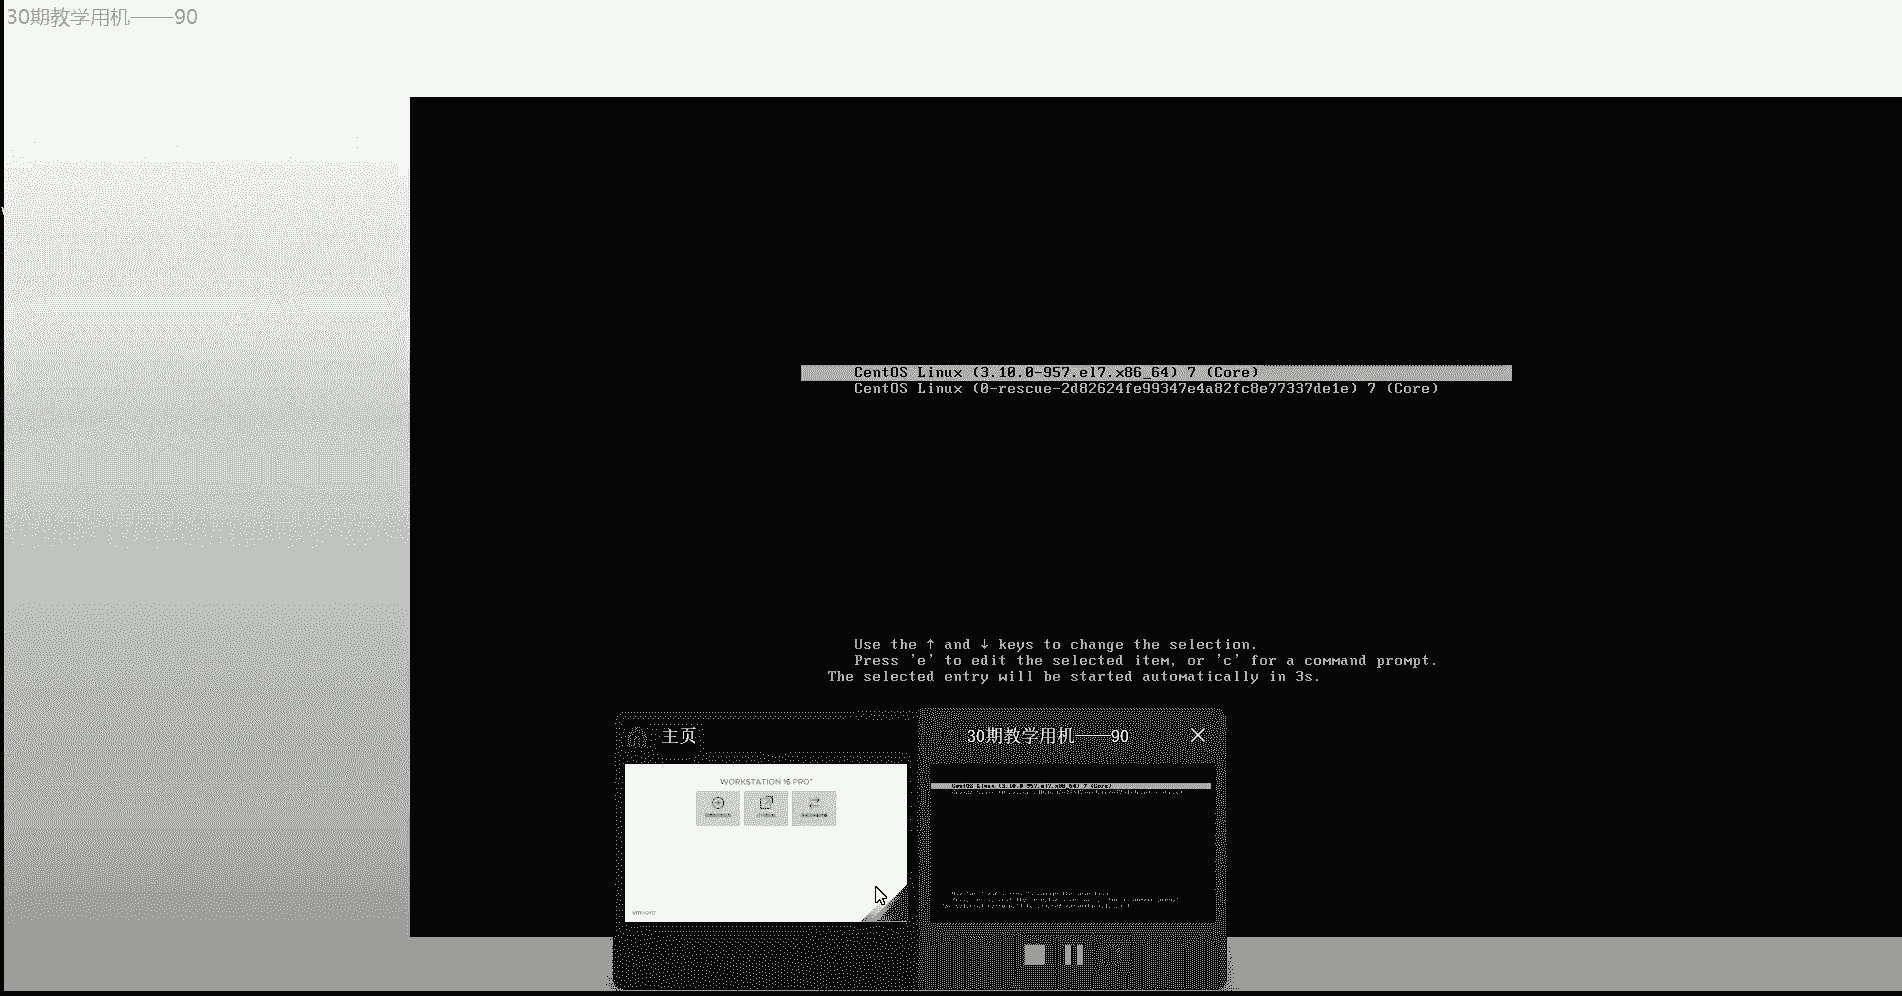 30期教学用机——90
CentOS Linux (3.10.0-957.el7.x86_64) 7 (Core)
CentOS Linux (0-rescue-2d82624fe99347e4a82fc8e77337de1e) 7 (Core)
Use the ↑ and ↓ keys to change the selection.
Press 'e' to edit the selected item, or 'c' for a command prompt.
The selected entry will be started automatically in 3s.
主页
30期教学用机——90
WORKSTATION 16 PRO™
CentOS Linux (3.10.0-957.el7.x86_64) 7 (Core)
vmware